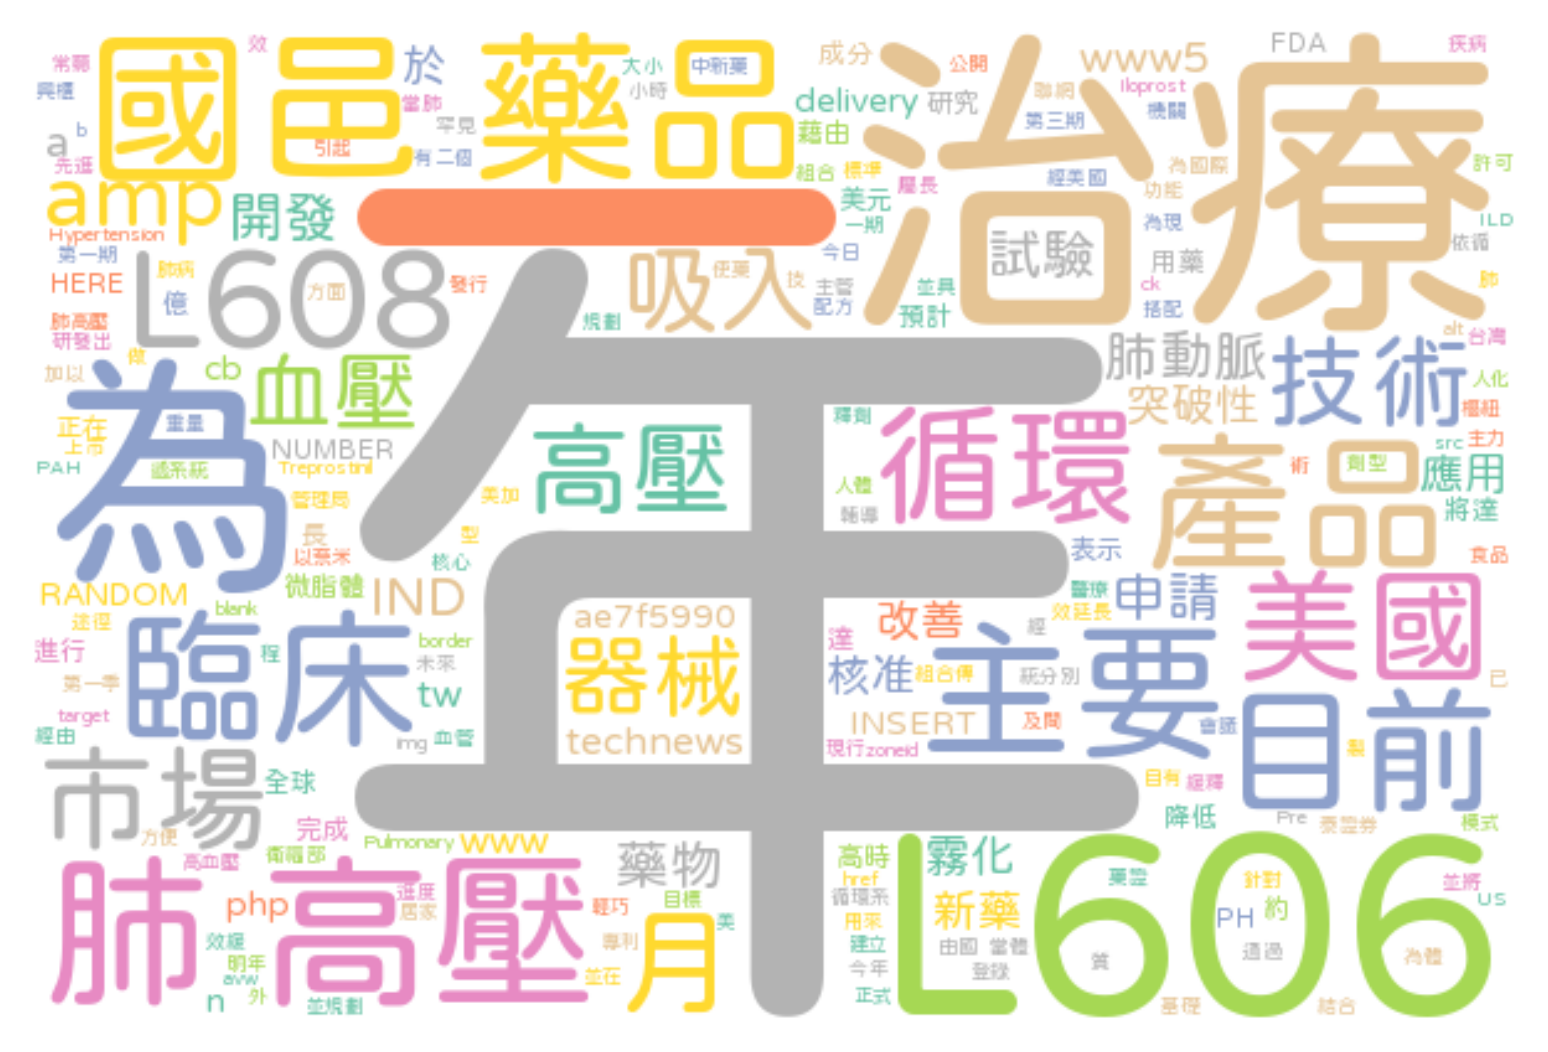 國邑藥品
治療
一
年
L606
L608
肺高壓
為
臨床
市場
循環
產品
技術
美國
目前
主要
高壓
吸入
血壓
器械
月
amp
開發
於
常聽
效
興櫃
b
a
先進
引起
當肺
罕見
有二個
大小
小時
中新藥
成分
公開
www5
FDA
疾病
delivery
研究
聯網
Iloprost
機關
第三期
藉由
組合
標準
屬長
經美國
為國際
功能
許可
美元
一期
為現
ILD
依循
試驗
用藥
今日
Hypertension
第一期
HERE
肺病
億
方面
發行
便藥
技
主管
配方
並具
預計
ck
搭配
肺
規劃
肺高壓
研發出
做
加以
cb
肺動脈
突破性
alt
台灣
人化
樞紐
正在
上市
重量
NUMBER
PAH
Treprostinil
管理局
長
以奈米
美加
型
核心
釋劑
人體
輔導
術
劑型
src
主力
應用
將達
食品
表示
RANDOM
途徑
blank
微脂體
IND
ae7f5990
technews
改善
醫療
效延長
申請
經
達
核准
組合傳
統分別
進行
第一季
程
border
未來
tw
target
經由
img
血管
INSERT
及間
現行
zoneid
會議
已
製
目有
緩釋
全球
方便
完成
Pulmonary
www
降低
Pre
泰證券
模式
高血壓
衛福部
藥物
高時
霧化
href
循環系
用來
新藥
藥證
針對
並將
US
php
進度
居家
輕巧
目標
美
專利
並在
PH
約
效緩
明年
avw
n
外
並規劃
建立
今年
正式
由國
當體
登錄
質
通過
為體
基礎
結合